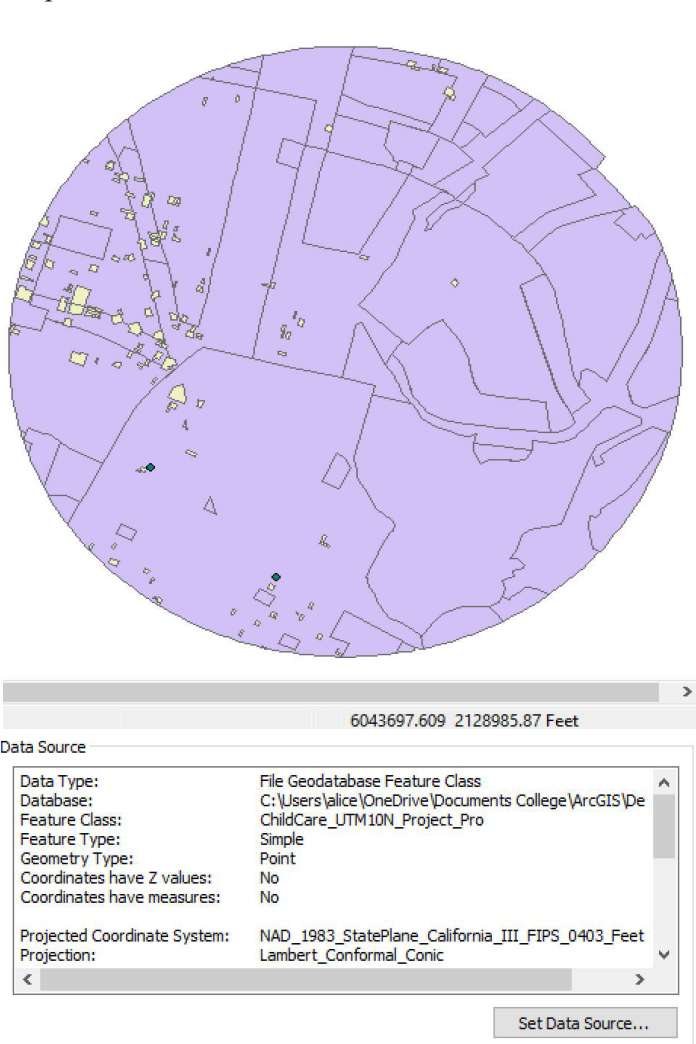 6043697.609 2128985.87 Feet
Data Source
Data Type: File Geodatabase Feature Class
Database: C:\Users\alice\OneDrive\Documents College\ArcGIS\De
Feature Class: ChildCare_UTM10N_Project_Pro
Feature Type: Simple
Geometry Type: Point
Coordinates have Z values: No
Coordinates have measures: No
Projected Coordinate System: NAD_1983_StatePlane_California_III_FIPS_0403_Feet
Projection: Lambert_Conformal_Conic
Set Data Source...